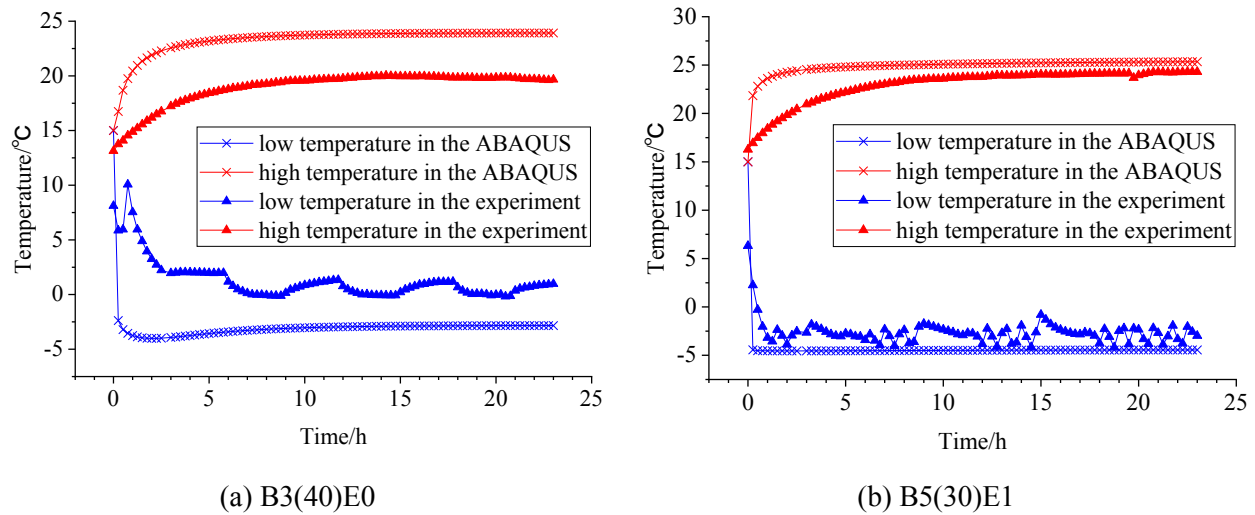 25
20
15
10
5
0
-5
Temperature/℃
low temperature in the ABAQUS
high temperature in the ABAQUS
low temperature in the experiment
high temperature in the experiment
0 5 10 15 20 25
Time/h
(a) B3(40)E0
30
25
20
15
10
5
0
-5
Temperature/℃
low temperature in the ABAQUS
high temperature in the ABAQUS
low temperature in the experiment
high temperature in the experiment
0 5 10 15 20 25
Time/h
(b) B5(30)E1